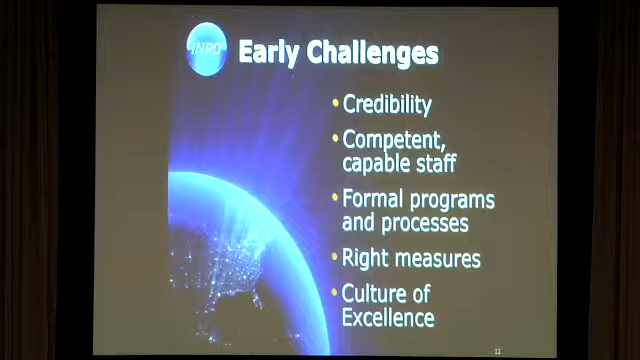 INPO
Early Challenges
• Credibility
• Competent,
capable staff
• Formal programs
and processes
• Right measures
• Culture of
Excellence
12